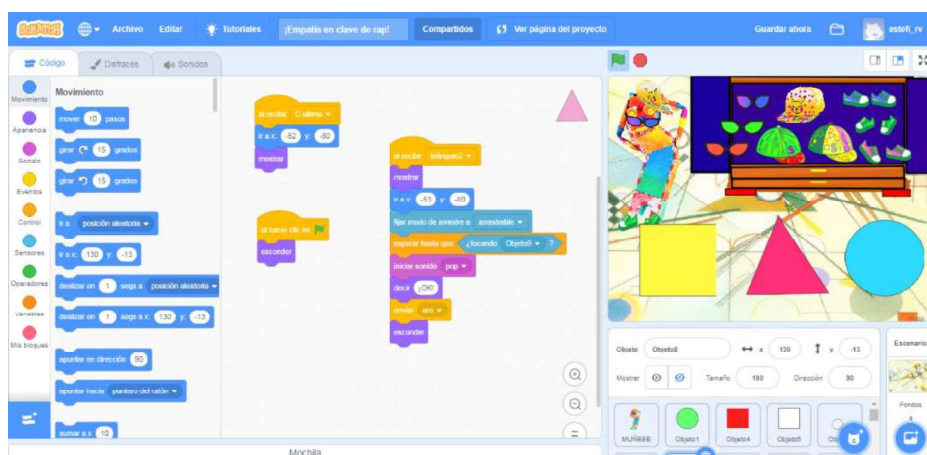 SCRATCH
Archivo
Editar
Tutoriales
¡Empatía en clave de rap!
Compartidos
Ver página del proyecto
Guardar ahora
estefi_rv
Código
Disfraces
Sonidos
Movimiento
Apariencia
Sonido
Eventos
Control
Sensores
Operadores
Variables
Mis bloques
Movimiento
mover 10 pasos
girar 15 grados
girar 15 grados
ir a posición aleatoria
ir a x: 130 y: -13
deslizar en 1 segs a posición aleatoria
deslizar en 1 segs a x: 130 y: -13
apuntar en dirección 90
apuntar hacia puntero del ratón
sumar a x 10
al recibir C.ultimo
ir a x: -52 y: -80
mostrar
al hacer clic en
esconder
al recibir triángulo2
mostrar
ir a x: -53 y: -80
fijar modo de arrastre a arrastrable
esperar hasta que ¿tocando Objeto9 ?
iniciar sonido pop
decir ¡OK!
enviar aro
esconder
Mochila
Objeto
Objeto8
x 130
y -13
Mostrar
Tamaño 100
Dirección 90
MUÑEEE
Objeto1
Objeto4
Objeto5
Escenario
Fondos
4